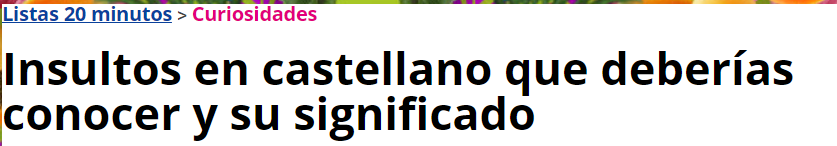 Listas 20 minutos > Curiosidades
Insultos en castellano que deberías
conocer y su significado